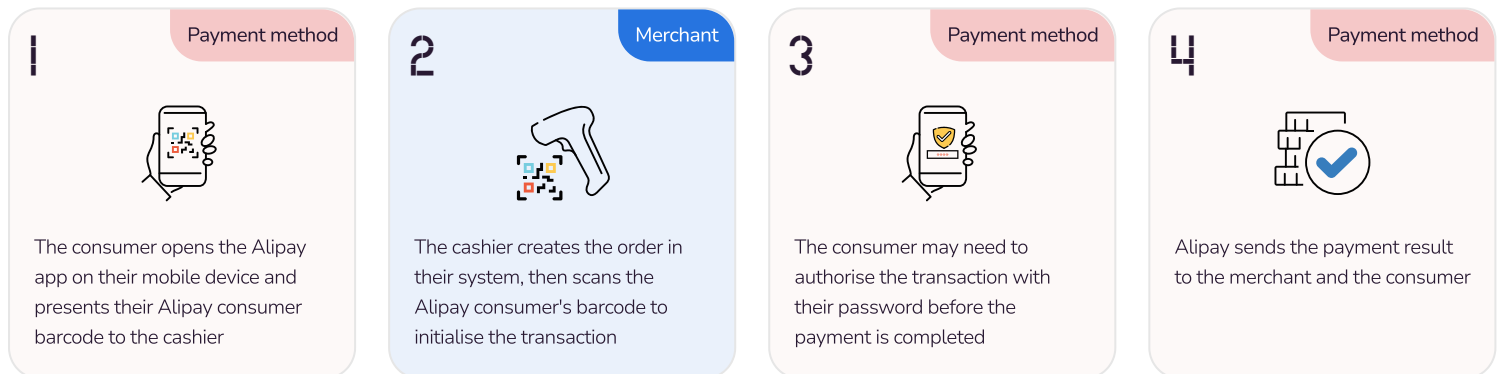 1
Payment method
The consumer opens the Alipay
app on their mobile device and
presents their Alipay consumer
barcode to the cashier
2
Merchant
The cashier creates the order in
their system, then scans the
Alipay consumer's barcode to
initialise the transaction
3
Payment method
The consumer may need to
authorise the transaction with
their password before the
payment is completed
4
Payment method
Alipay sends the payment result
to the merchant and the consumer